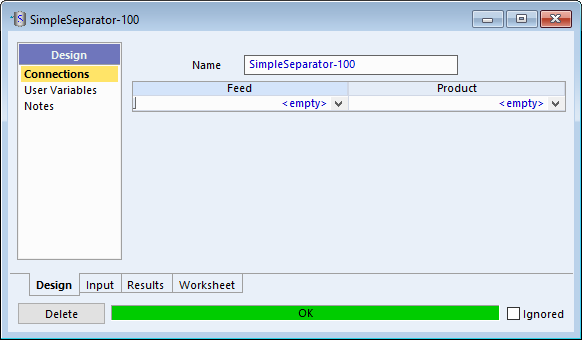 SimpleSeparator-100
Design
Connections
User Variables
Notes
Name SimpleSeparator-100
Feed Product
<empty> <empty>
Design Input Results Worksheet
Delete OK Ignored